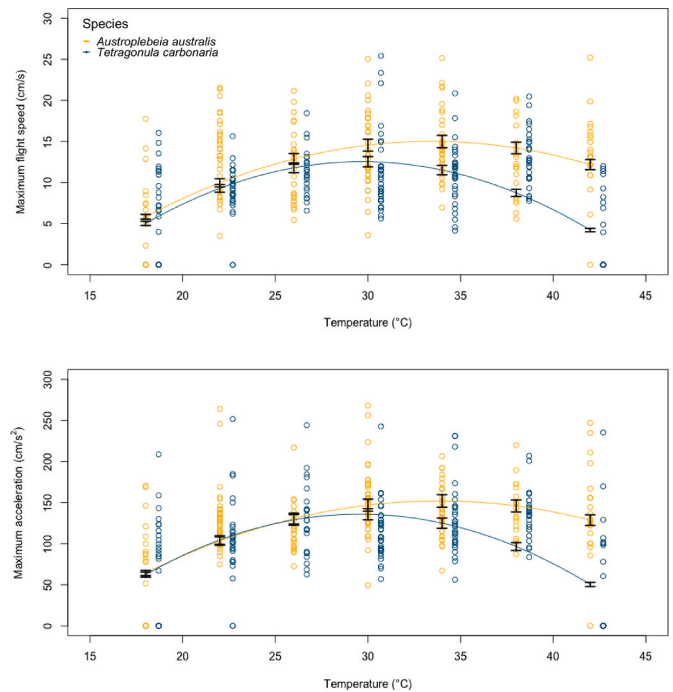 Species
Austroplebeia australis
Tetragonula carbonaria
Maximum flight speed (cm/s)
30
25
20
15
10
5
0
15 20 25 30 35 40 45
Temperature (°C)
Maximum acceleration (cm/s²)
300
250
200
150
100
50
0
15 20 25 30 35 40 45
Temperature (°C)